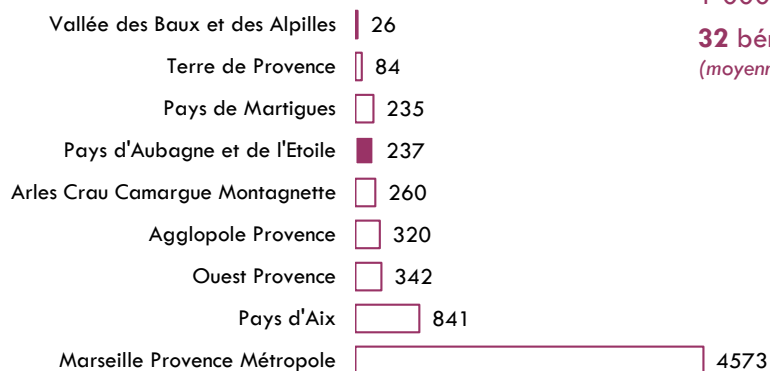 Vallée des Baux et des Alpilles 26
Terre de Provence 84
Pays de Martigues 235
Pays d'Aubagne et de l'Etoile 237
Arles Crau Camargue Montagnette 260
Agglopole Provence 320
Ouest Provence 342
Pays d'Aix 841
Marseille Provence Métropole 4573
32